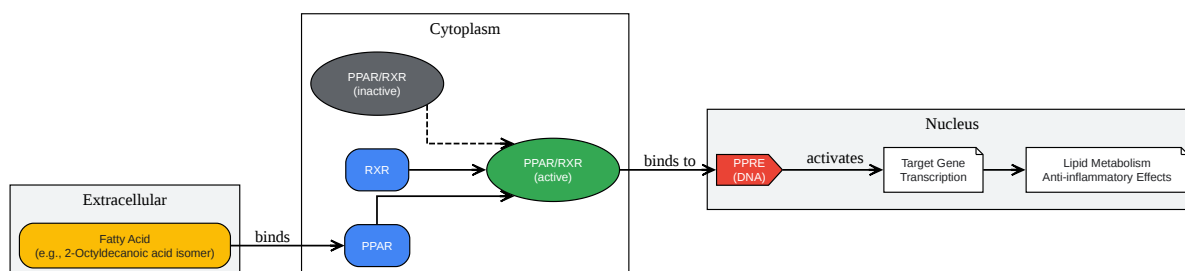 Extracellular
Fatty Acid
(e.g., 2-Octyldecanoic acid isomer)
binds
Cytoplasm
PPAR/RXR
(inactive)
RXR
PPAR
PPAR/RXR
(active)
binds to
Nucleus
PPRE
(DNA)
activates
Target Gene
Transcription
Lipid Metabolism
Anti-inflammatory Effects